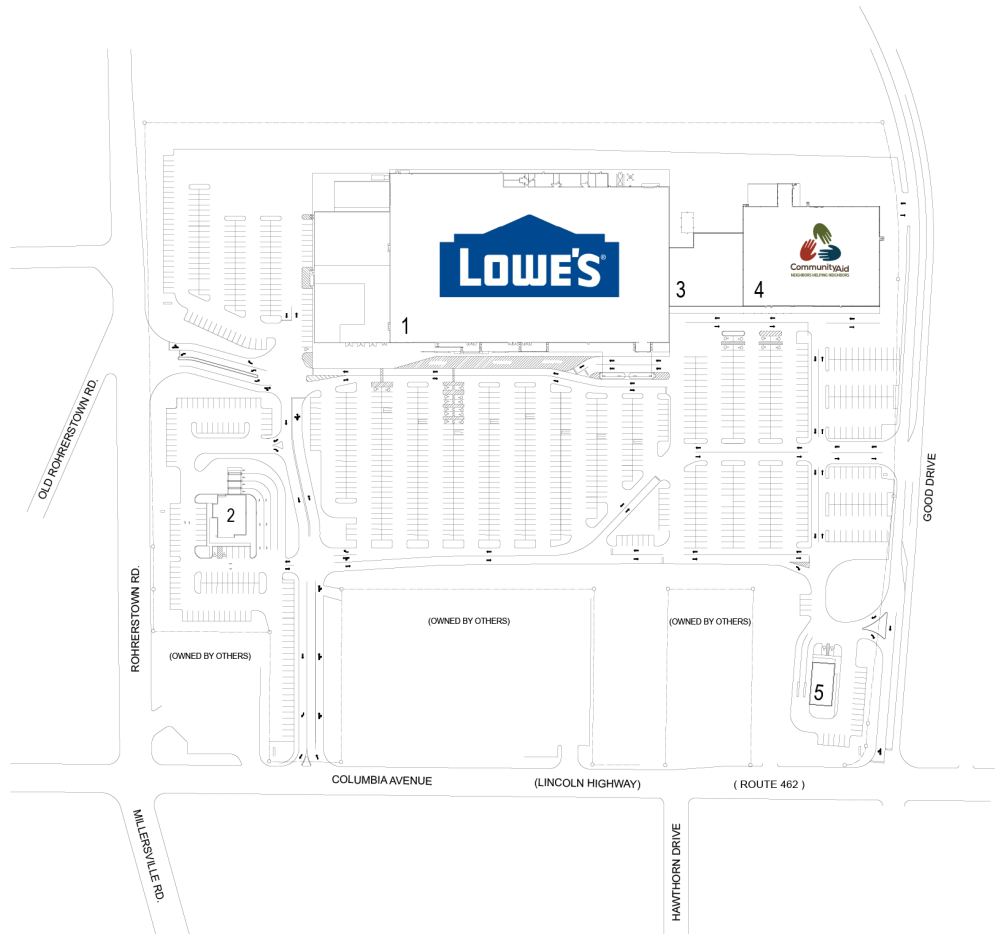 LOWE'S®
CommunityAid
NEIGHBORS HELPING NEIGHBORS
1
3
4
OLD ROHRERSTOWN RD.
GOOD DRIVE
2
ROHRERSTOWN RD.
(OWNED BY OTHERS)
(OWNED BY OTHERS)
(OWNED BY OTHERS)
5
COLUMBIA AVENUE
(LINCOLN HIGHWAY)
( ROUTE 462 )
MILLERSVILLE RD.
HAWTHORN DRIVE